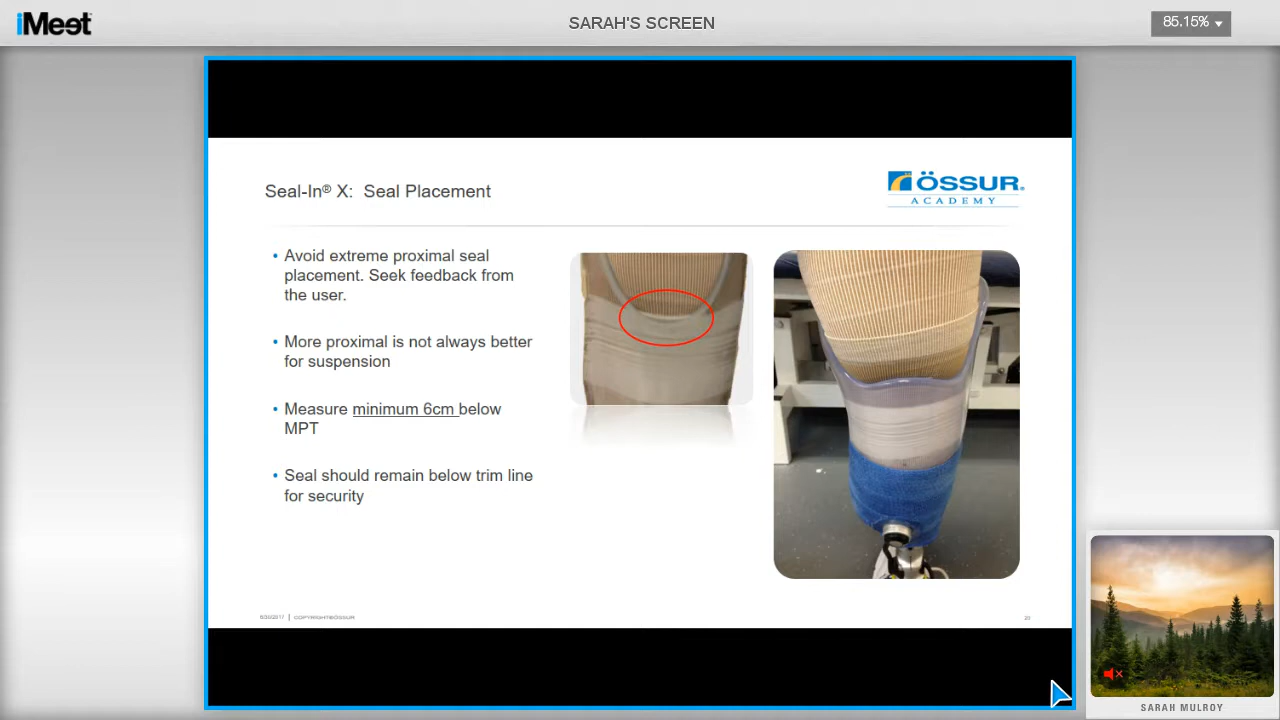 iMeet
SARAH'S SCREEN
85.15%
Seal-In® X: Seal Placement
ÖSSUR®
ACADEMY
• Avoid extreme proximal seal
placement. Seek feedback from
the user.
• More proximal is not always better
for suspension
• Measure minimum 6cm below
MPT
• Seal should remain below trim line
for security
| COPYRIGHT©ÖSSUR
SARAH MULROY